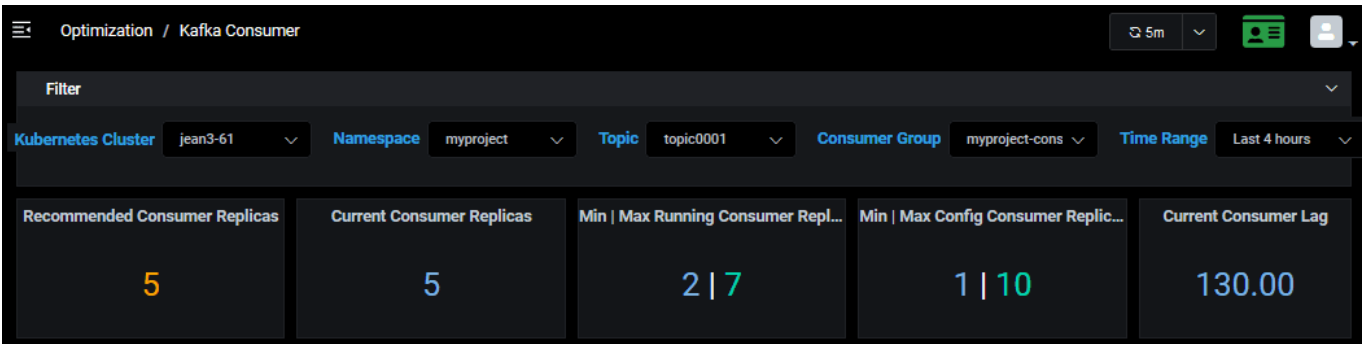 Optimization / Kafka Consumer
5m
Filter
Kubernetes Cluster jean3-61 Namespace myproject Topic topic0001 Consumer Group myproject-cons Time Range Last 4 hours
Recommended Consumer Replicas Current Consumer Replicas Min | Max Running Consumer Repl... Min | Max Config Consumer Replic... Current Consumer Lag
5 5 2 | 7 1 | 10 130.00